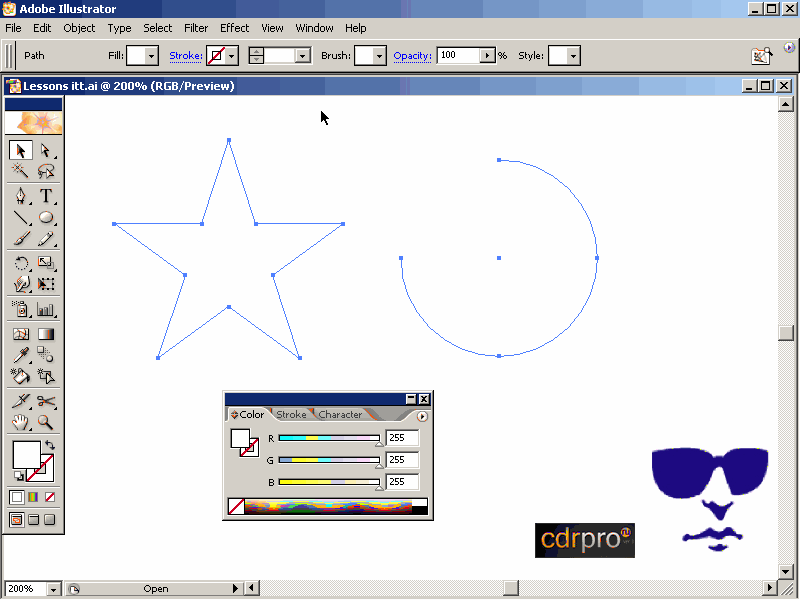 Adobe Illustrator
File Edit Object Type Select Filter Effect View Window Help
Path Fill: Stroke: Brush: Opacity: 100 % Style:
Lessons itt.ai @ 200% (RGB/Preview)
T
Color Stroke Character
R 255
G 255
B 255
cdrpro
200% Open